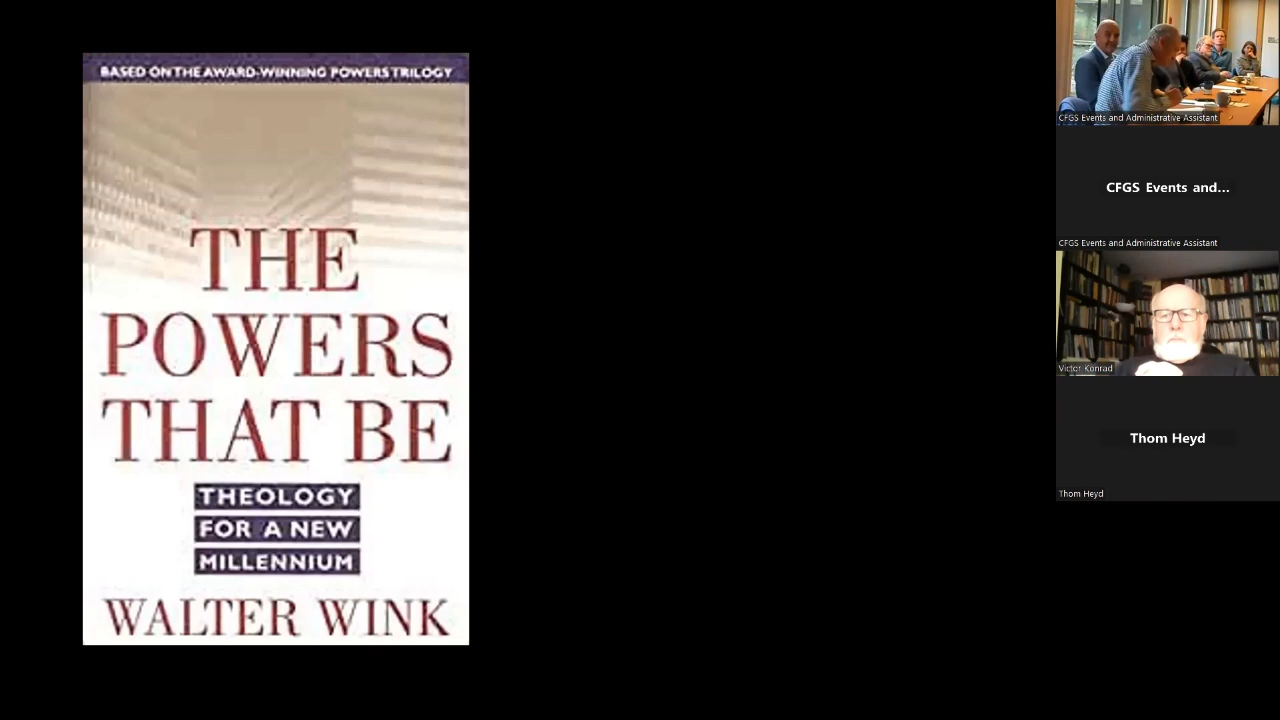 BASED ON THE AWARD-WINNING POWERS TRILOGY
THE
POWERS
THAT BE
THEOLOGY
FOR A NEW
MILLENNIUM
WALTER WINK
CFGS Events and Administrative Assistant
CFGS Events and...
CFGS Events and Administrative Assistant
Victor Konrad
Thom Heyd
Thom Heyd